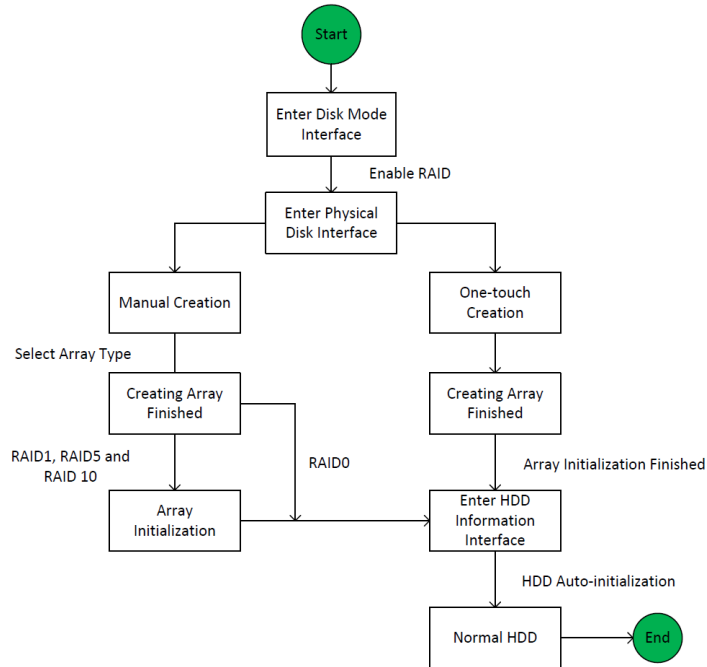 Start
Enter Disk Mode
Interface
Enable RAID
Enter Physical
Disk Interface
Manual Creation
One-touch
Creation
Select Array Type
Creating Array
Finished
Creating Array
Finished
RAID1, RAID5 and
RAID 10
RAID0
Array Initialization Finished
Array
Initialization
Enter HDD
Information
Interface
HDD Auto-initialization
Normal HDD
End